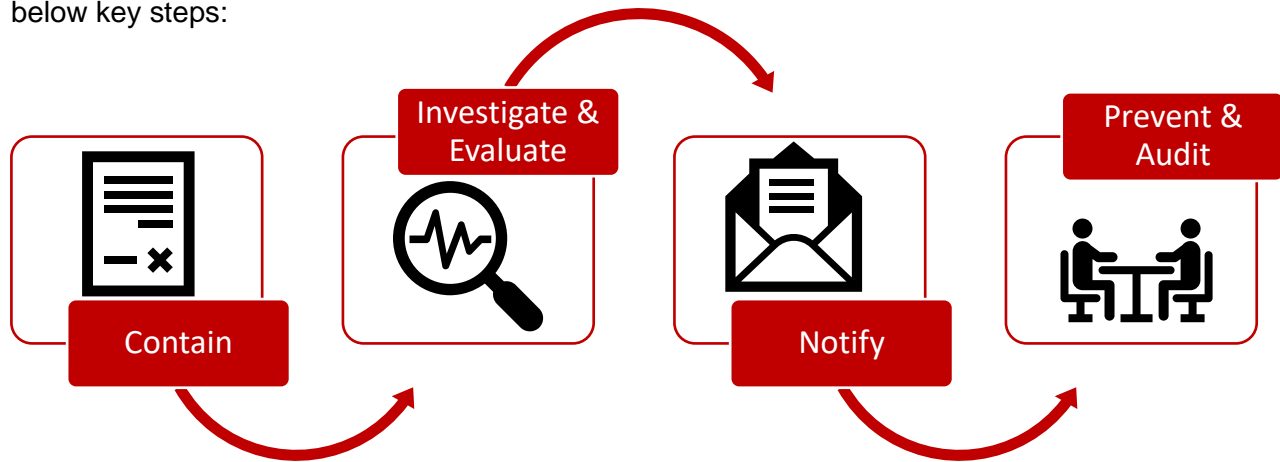 below key steps:
Investigate &
Evaluate
Prevent &
Audit
Contain
Notify